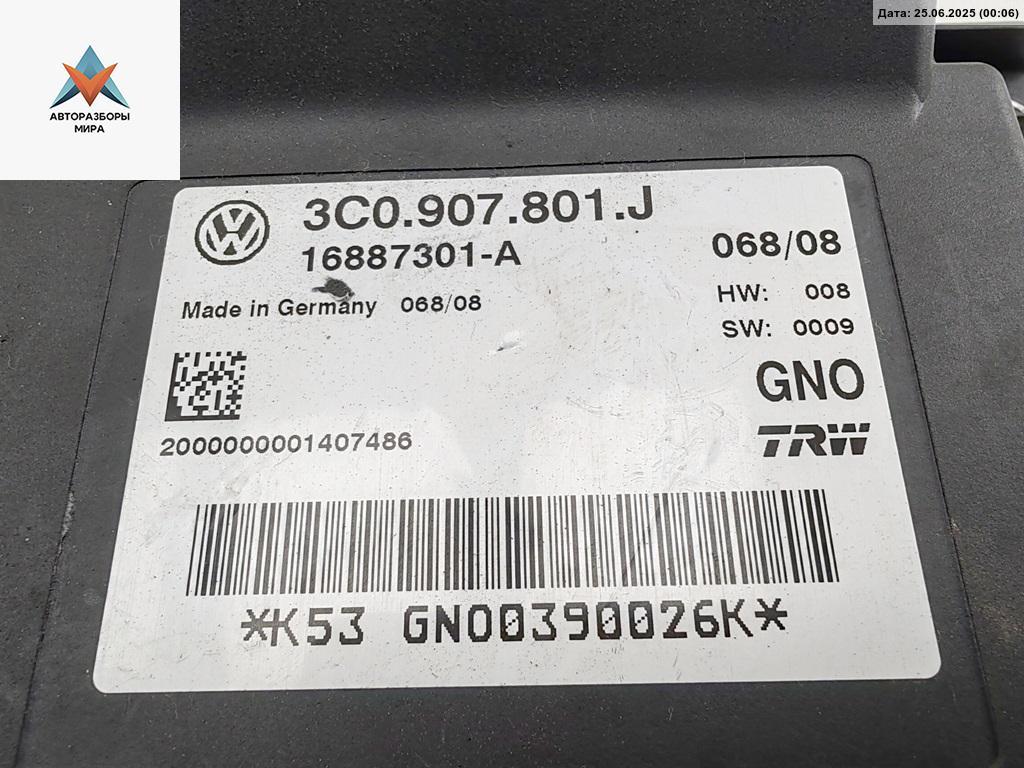 Дата: 25.06.2025 (00:06)
АВТОРАЗБОРЫ
МИРА
3C0.907.801.J
16887301-A
068/08
Made in Germany 068/08
HW: 008
SW: 0009
GNO
TRW
2000000001407486
*K53 GNO0390026K*